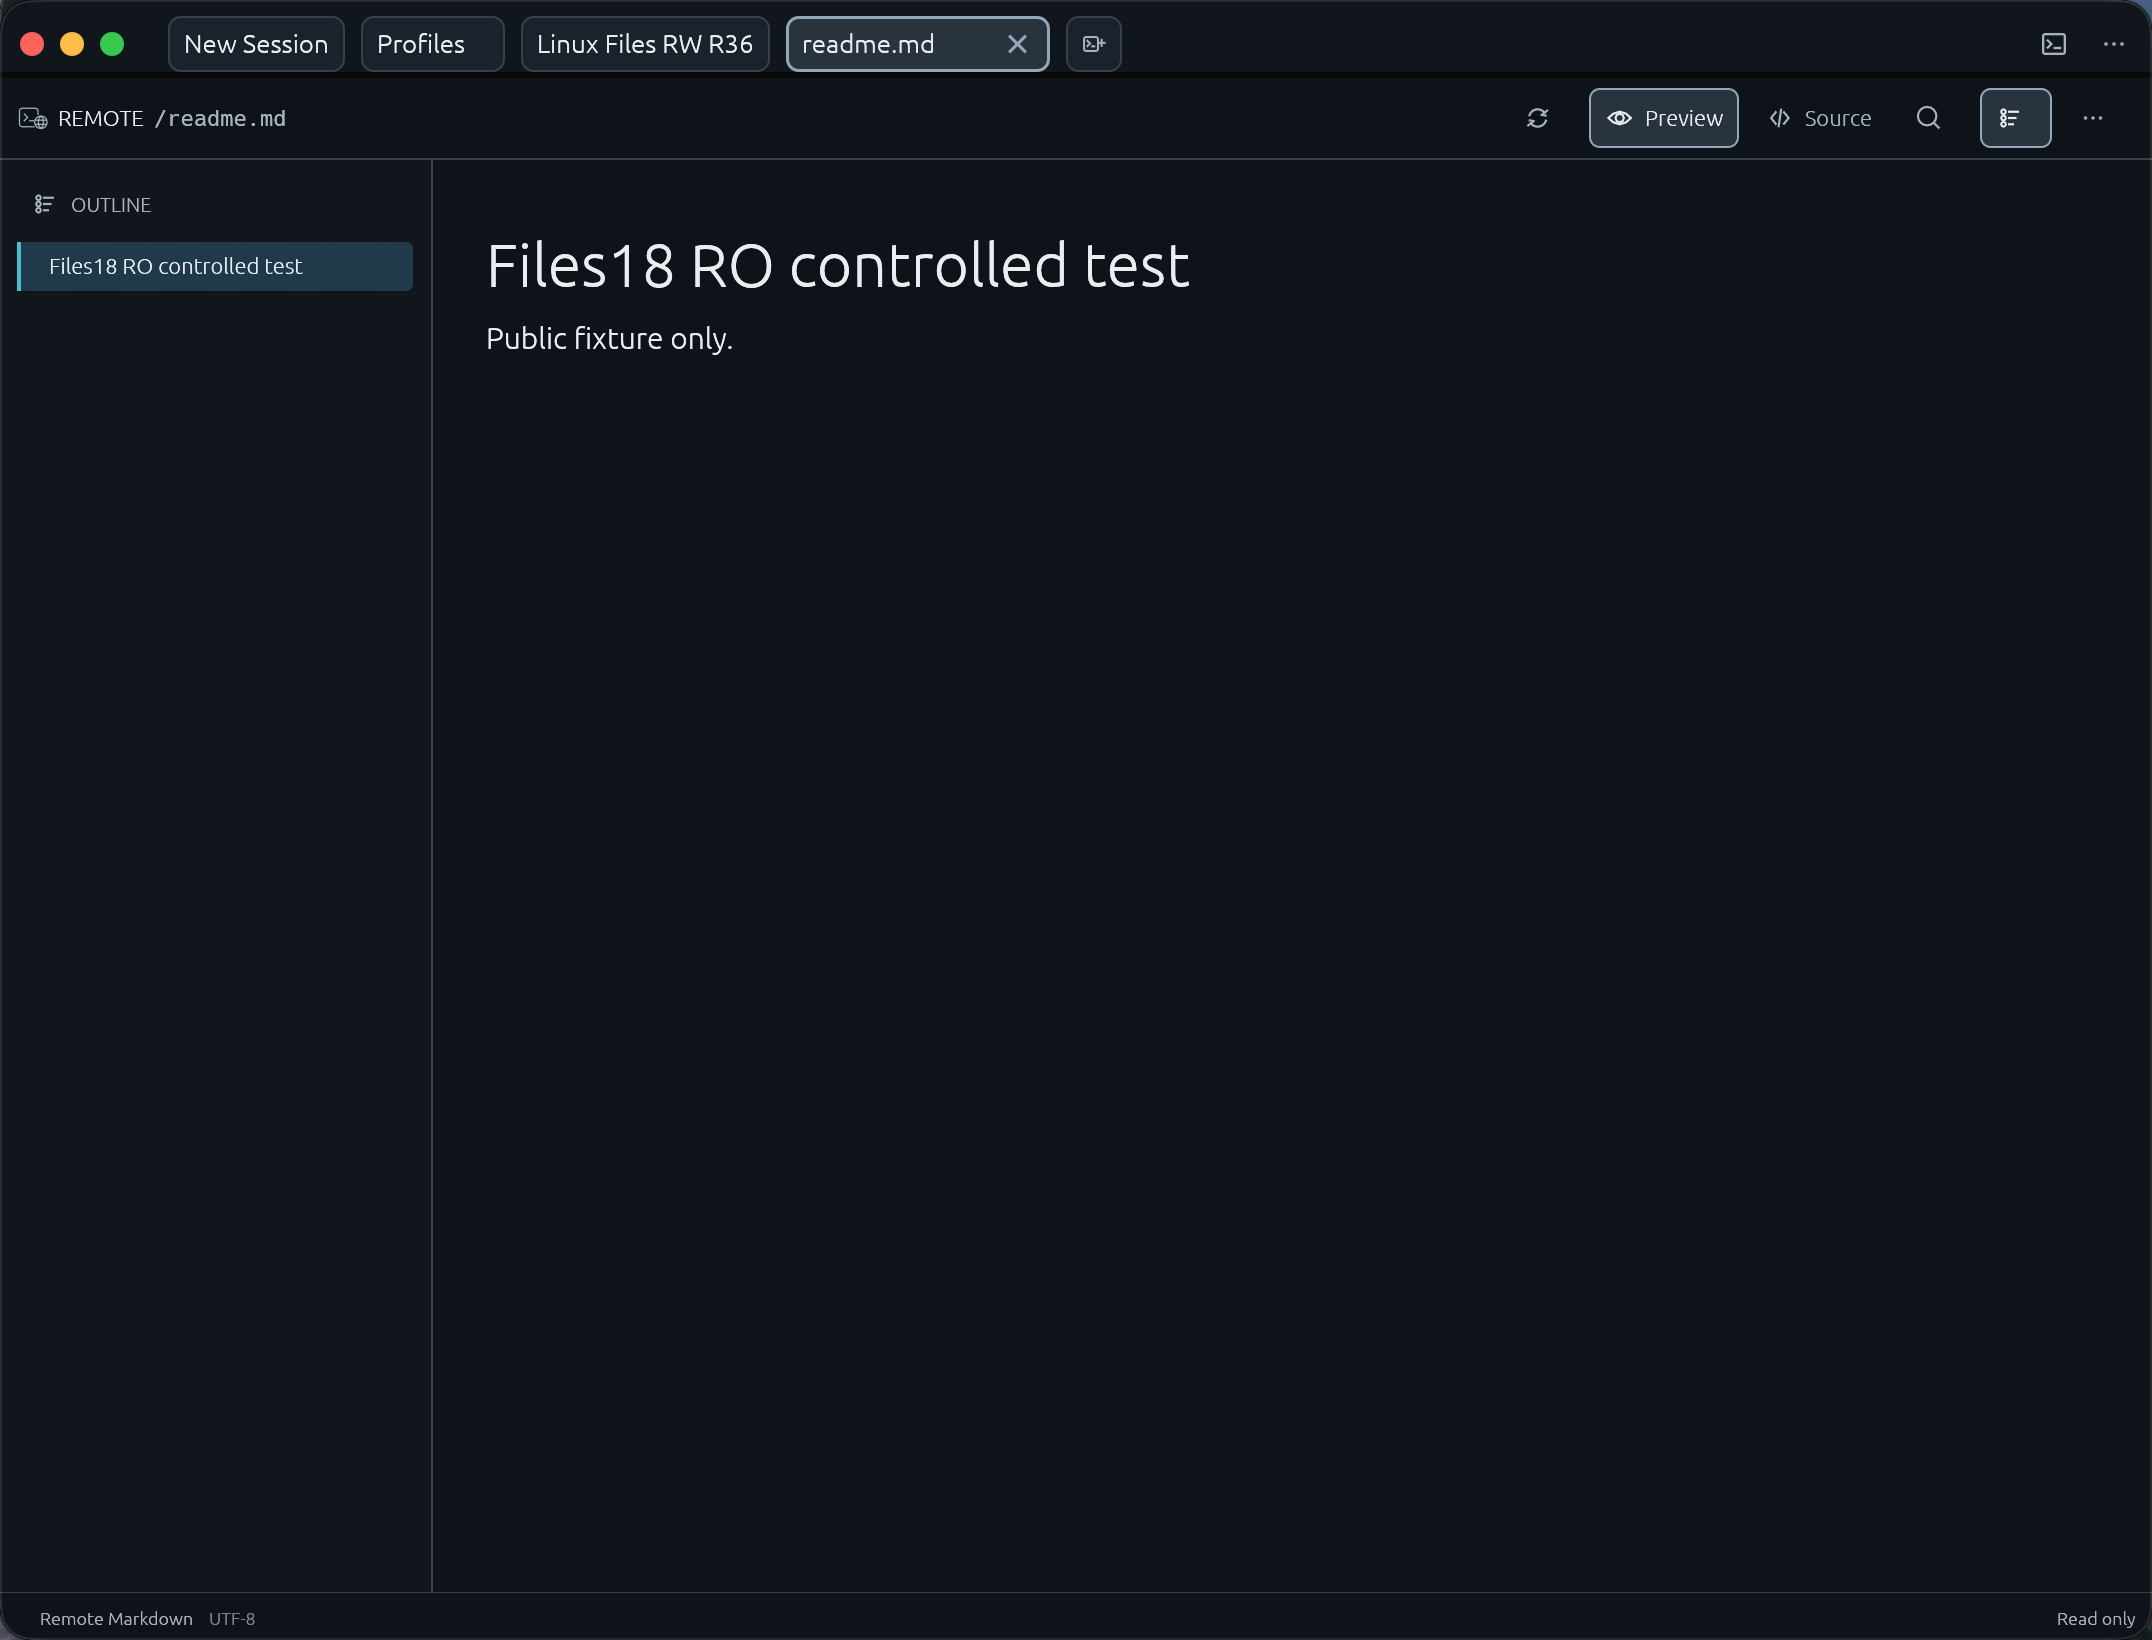 New Session Profiles Linux Files RW R36 readme.md
REMOTE /readme.md Preview Source
OUTLINE
Files18 RO controlled test
Files18 RO controlled test
Public fixture only.
Remote Markdown UTF-8 Read only